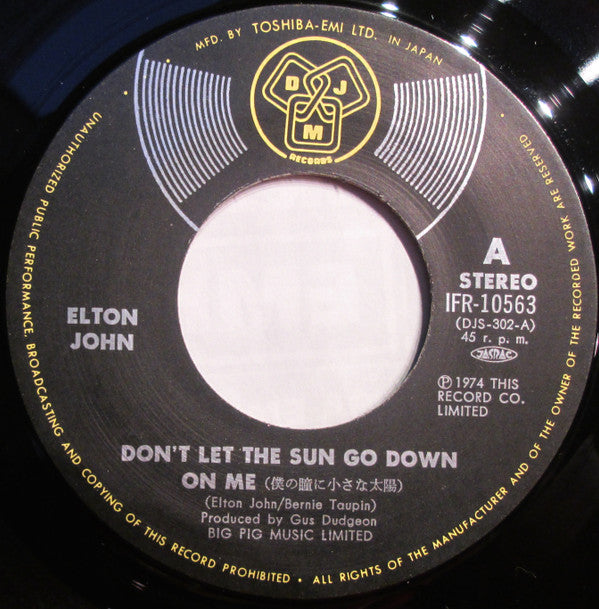 MFD. BY TOSHIBA-EMI LTD. IN JAPAN
DJM
RECORDS
A
STEREO
IFR-10563
(DJS-302-A)
45 r. p. m.
JASRAC
ELTON
JOHN
Ⓟ 1974 THIS
RECORD CO.
LIMITED
DON'T LET THE SUN GO DOWN
ON ME (僕の瞳に小さな太陽)
(Elton John/Bernie Taupin)
Produced by Gus Dudgeon
BIG PIG MUSIC LIMITED
UNAUTHORIZED PUBLIC PERFORMANCE, BROADCASTING AND COPYING OF THIS RECORD PROHIBITED • ALL RIGHTS OF THE MANUFACTURER AND OF THE OWNER OF THE RECORDED WORK ARE RESERVED